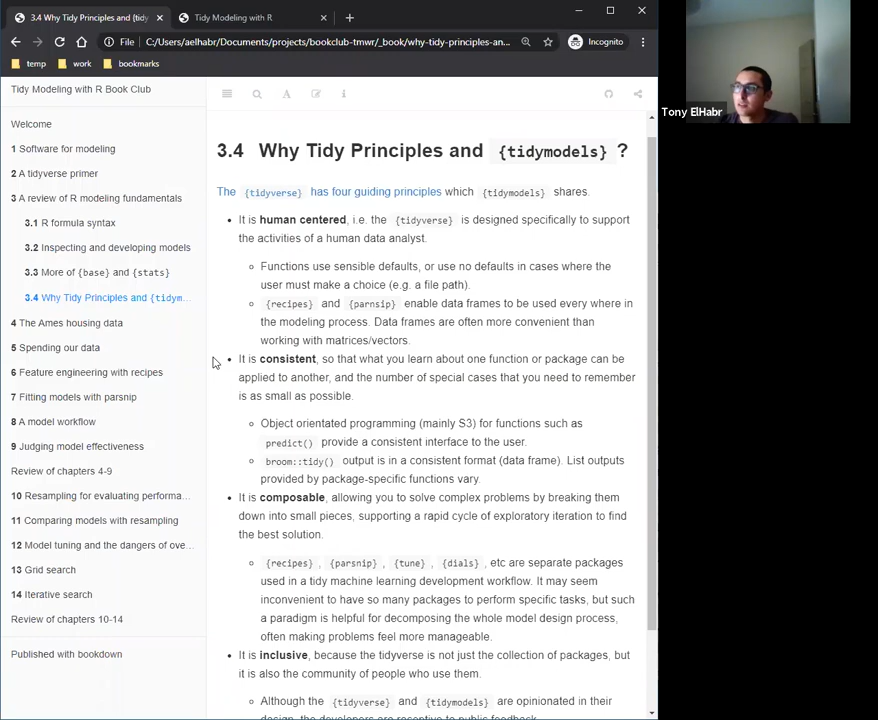 3.4 Why Tidy Principles and {tidy
Tidy Modeling with R
File
C:/Users/aelhabr/Documents/projects/bookclub-tmwr/_book/why-tidy-principles-an...
Incognito
temp
work
bookmarks
Tidy Modeling with R Book Club
Welcome
1 Software for modeling
2 A tidyverse primer
3 A review of R modeling fundamentals
3.1 R formula syntax
3.2 Inspecting and developing models
3.3 More of {base} and {stats}
3.4 Why Tidy Principles and {tidym...
4 The Ames housing data
5 Spending our data
6 Feature engineering with recipes
7 Fitting models with parsnip
8 A model workflow
9 Judging model effectiveness
Review of chapters 4-9
10 Resampling for evaluating performa...
11 Comparing models with resampling
12 Model tuning and the dangers of ove...
13 Grid search
14 Iterative search
Review of chapters 10-14
Published with bookdown
3.4 Why Tidy Principles and {tidymodels} ?
The {tidyverse} has four guiding principles which {tidymodels} shares.
• It is human centered, i.e. the {tidyverse} is designed specifically to support
the activities of a human data analyst.
Functions use sensible defaults, or use no defaults in cases where the
user must make a choice (e.g. a file path).
{recipes} and {parnsip} enable data frames to be used every where in
the modeling process. Data frames are often more convenient than
working with matrices/vectors.
• It is consistent, so that what you learn about one function or package can be
applied to another, and the number of special cases that you need to remember
is as small as possible.
Object orientated programming (mainly S3) for functions such as
predict() provide a consistent interface to the user.
broom::tidy() output is in a consistent format (data frame). List outputs
provided by package-specific functions vary.
• It is composable, allowing you to solve complex problems by breaking them
down into small pieces, supporting a rapid cycle of exploratory iteration to find
the best solution.
{recipes} , {parsnip} , {tune} , {dials} , etc are separate packages
used in a tidy machine learning development workflow. It may seem
inconvenient to have so many packages to perform specific tasks, but such
a paradigm is helpful for decomposing the whole model design process,
often making problems feel more manageable.
• It is inclusive, because the tidyverse is not just the collection of packages, but
it is also the community of people who use them.
Although the {tidyverse} and {tidymodels} are opinionated in their
design, the developers are receptive to public feedback.
Tony ElHabr